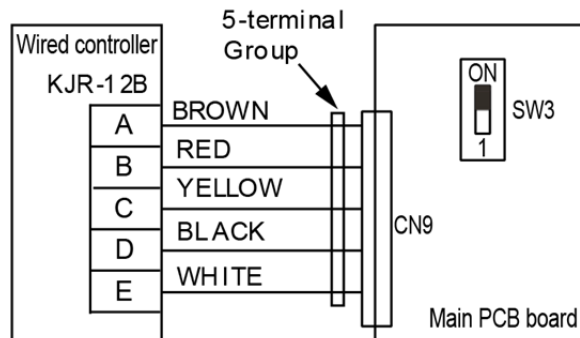 5-terminal
Group
Wired controller
KJR-12B
A
BROWN
B
RED
C
YELLOW
D
BLACK
E
WHITE
CN9
ON
1
SW3
Main PCB board